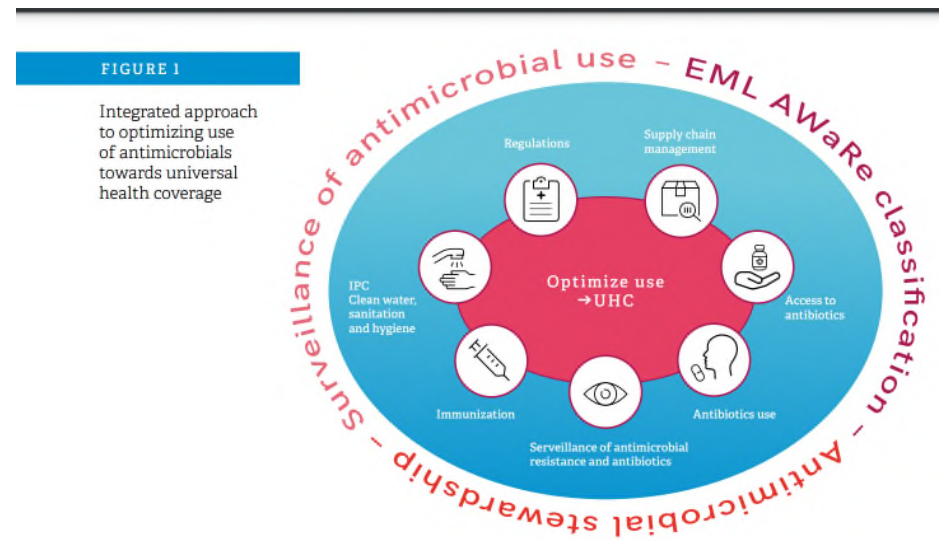 FIGURE 1
Integrated approach
to optimizing use
of antimicrobials
towards universal
health coverage
Surveillance of antimicrobial use – EML AWaRe classification – Antimicrobial stewardship –
Regulations
Supply chain
management
IPC
Clean water,
sanitation
and hygiene
Optimize use
→UHC
Access to
antibiotics
Immunization
Antibiotics use
Serveillance of antimicrobial
resistance and antibiotics